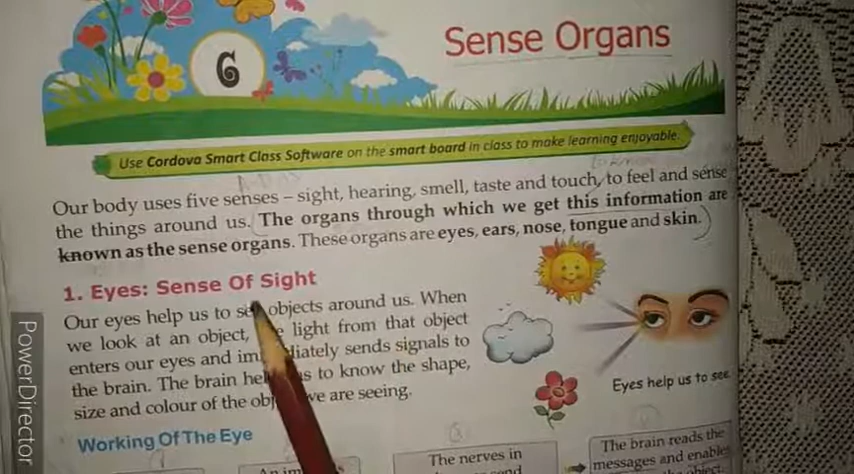 6
Sense Organs
Use Cordova Smart Class Software on the smart board in class to make learning enjoyable.
Our body uses five senses – sight, hearing, smell, taste and touch, to feel and sense
the things around us. The organs through which we get this information are
known as the sense organs. These organs are eyes, ears, nose, tongue and skin.
1. Eyes: Sense Of Sight
Our eyes help us to objects around us. When
we look at an object, light from that object
enters our eyes and sends signals to
the brain. The brain to know the shape,
size and colour of the we are seeing.
Eyes help us to see
Working Of The Eye
The nerves in
The brain reads the
messages and enables
object.
PowerDirector